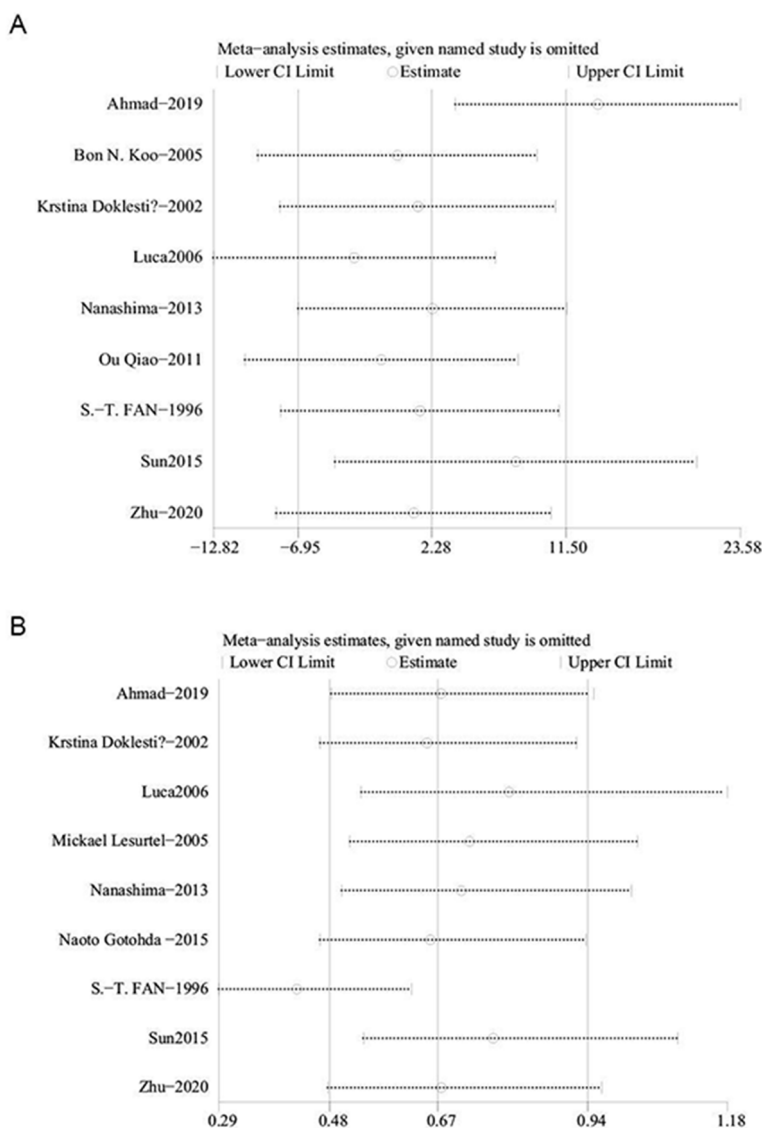 A
Meta−analysis estimates, given named study is omitted
Lower CI Limit Estimate Upper CI Limit
Ahmad−2019
Bon N. Koo−2005
Krstina Doklesti?−2002
Luca2006
Nanashima−2013
Ou Qiao−2011
S.−T. FAN−1996
Sun2015
Zhu−2020
−12.82 −6.95 2.28 11.50 23.58
B
Meta−analysis estimates, given named study is omitted
Lower CI Limit Estimate Upper CI Limit
Ahmad−2019
Krstina Doklesti?−2002
Luca2006
Mickael Lesurtel−2005
Nanashima−2013
Naoto Gotohda −2015
S.−T. FAN−1996
Sun2015
Zhu−2020
0.29 0.48 0.67 0.94 1.18